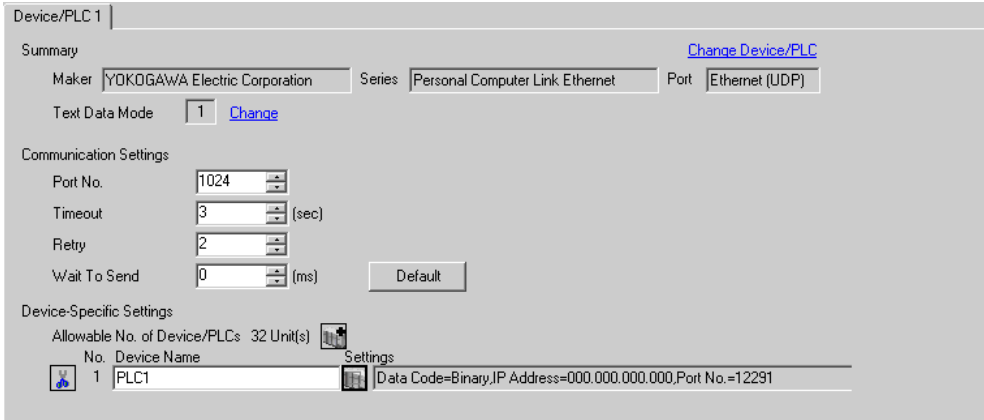 Device/PLC 1
Summary Change Device/PLC
Maker YOKOGAWA Electric Corporation Series Personal Computer Link Ethernet Port Ethernet (UDP)
Text Data Mode 1 Change
Communication Settings
Port No. 1024
Timeout 3 (sec)
Retry 2
Wait To Send 0 (ms) Default
Device-Specific Settings
Allowable No. of Device/PLCs 32 Unit(s)
No. Device Name Settings
1 PLC1 Data Code=Binary,IP Address=000.000.000.000,Port No.=12291